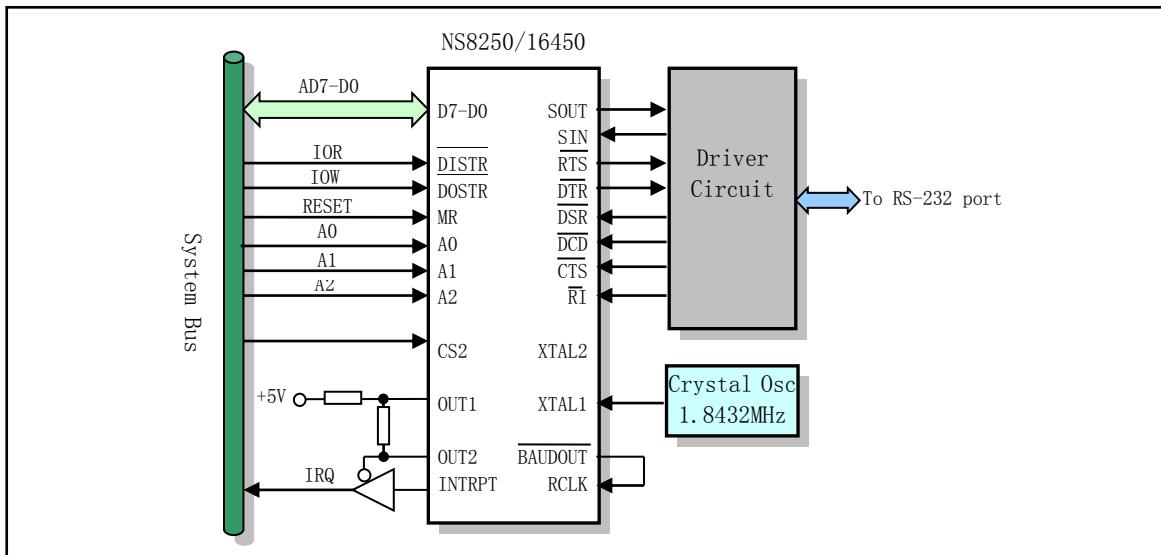 NS8250/16450
AD7-D0
D7-D0
SOUT
SIN
IOR
DISTR
RTS
IOW
DOSTR
DTR
RESET
MR
DSR
A0
A0
DCD
A1
A1
CTS
A2
A2
RI
Driver
Circuit
To RS-232 port
System Bus
CS2
XTAL2
+5V
OUT1
XTAL1
Crystal Osc
1.8432MHz
OUT2
BAUDOUT
IRQ
INTRPT
RCLK